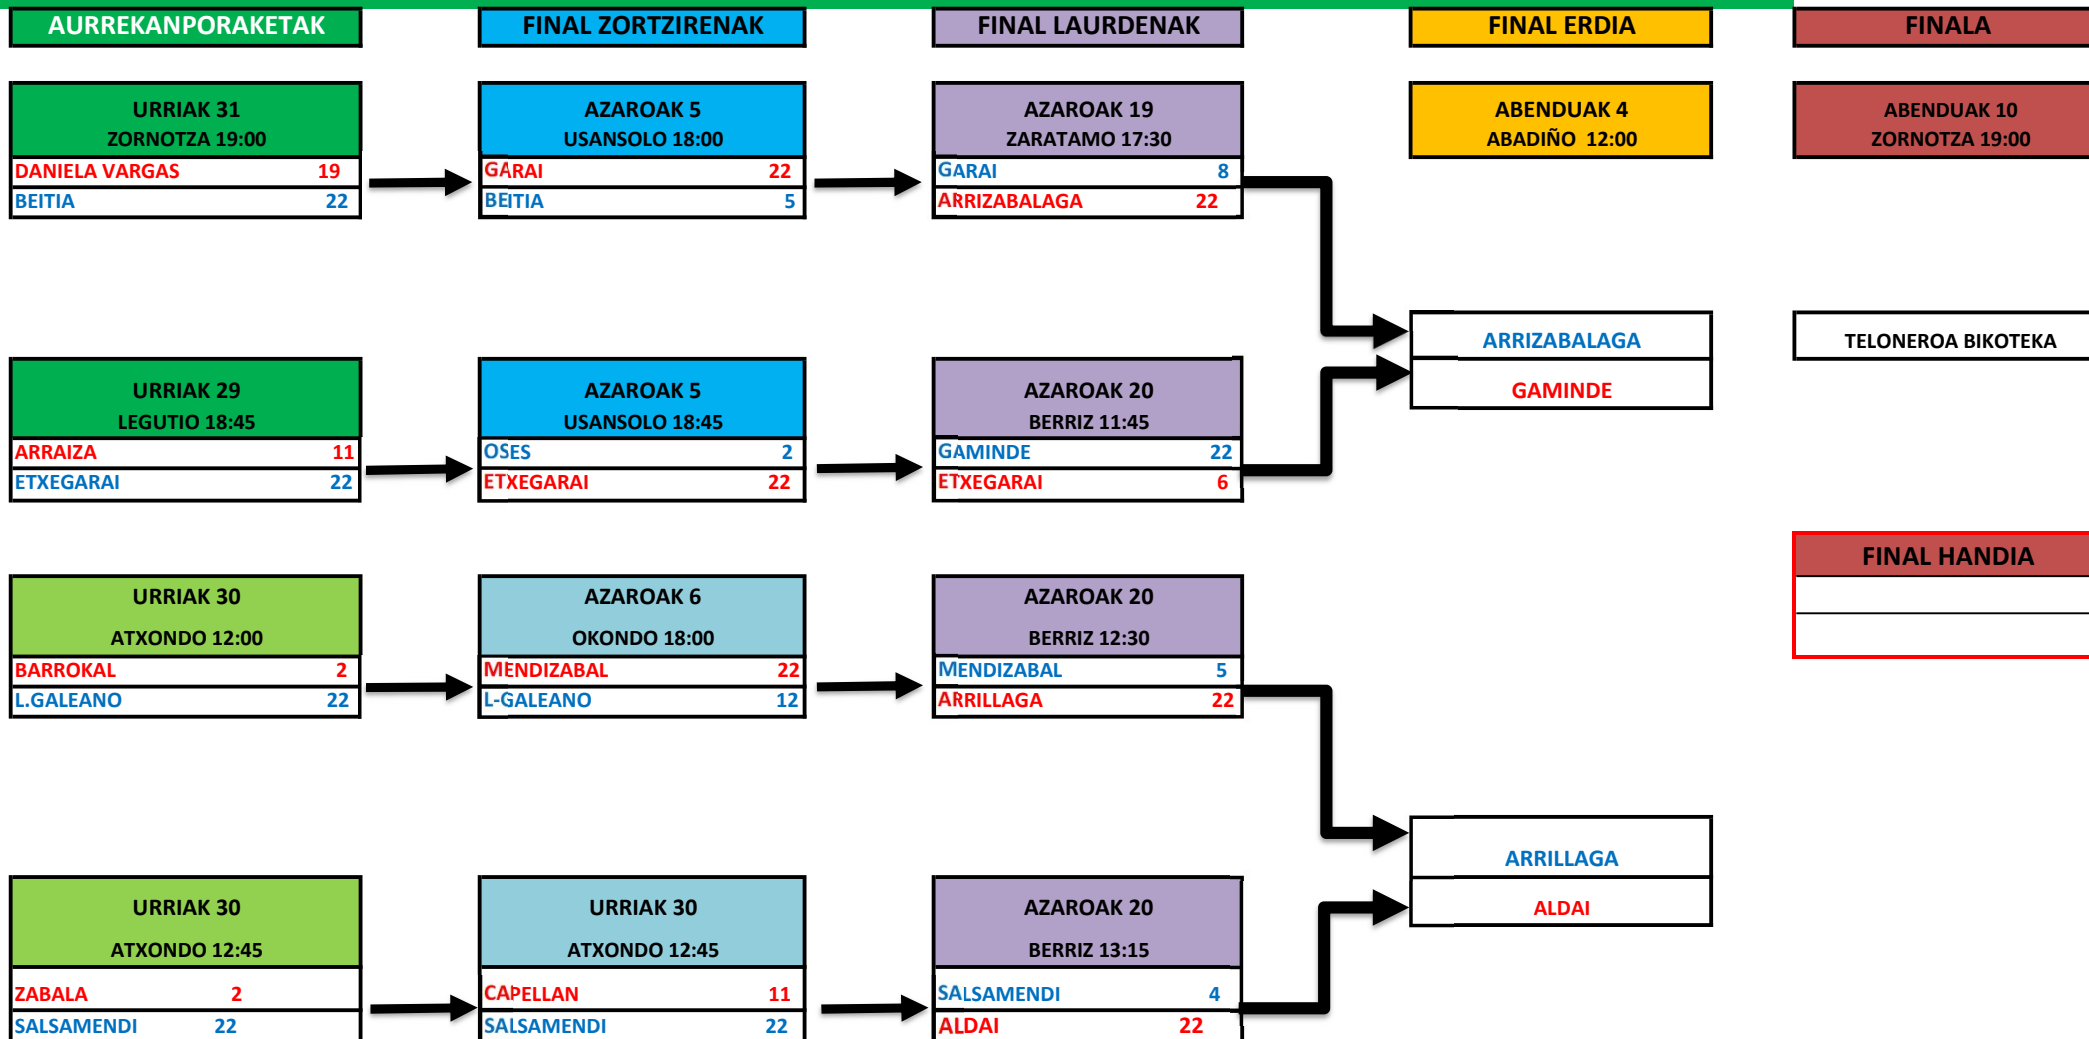 AURREKANPORAKETAK
FINAL ZORTZIRENAK
FINAL LAURDENAK
FINAL ERDIA
FINALA
URRIAK 31
ZORNOTZA 19:00
DANIELA VARGAS 19
BEITIA 22
AZAROAK 5
USANSOLO 18:00
GARAI 22
BEITIA 5
AZAROAK 19
ZARATAMO 17:30
GARAI 8
ARRIZABALAGA 22
ABENDUAK 4
ABADIÑO 12:00
ABENDUAK 10
ZORNOTZA 19:00
ARRIZABALAGA
GAMINDE
TELONEROA BIKOTEKA
URRIAK 29
LEGUTIO 18:45
ARRAIZA 11
ETXEGARAI 22
AZAROAK 5
USANSOLO 18:45
OSES 2
ETXEGARAI 22
AZAROAK 20
BERRIZ 11:45
GAMINDE 22
ETXEGARAI 6
FINAL HANDIA
URRIAK 30
ATXONDO 12:00
BARROKAL 2
L.GALEANO 22
AZAROAK 6
OKONDO 18:00
MENDIZABAL 22
L-GALEANO 12
AZAROAK 20
BERRIZ 12:30
MENDIZABAL 5
ARRILLAGA 22
ARRILLAGA
ALDAI
URRIAK 30
ATXONDO 12:45
ZABALA 2
SALSAMENDI 22
URRIAK 30
ATXONDO 12:45
CAPELLAN 11
SALSAMENDI 22
AZAROAK 20
BERRIZ 13:15
SALSAMENDI 4
ALDAI 22